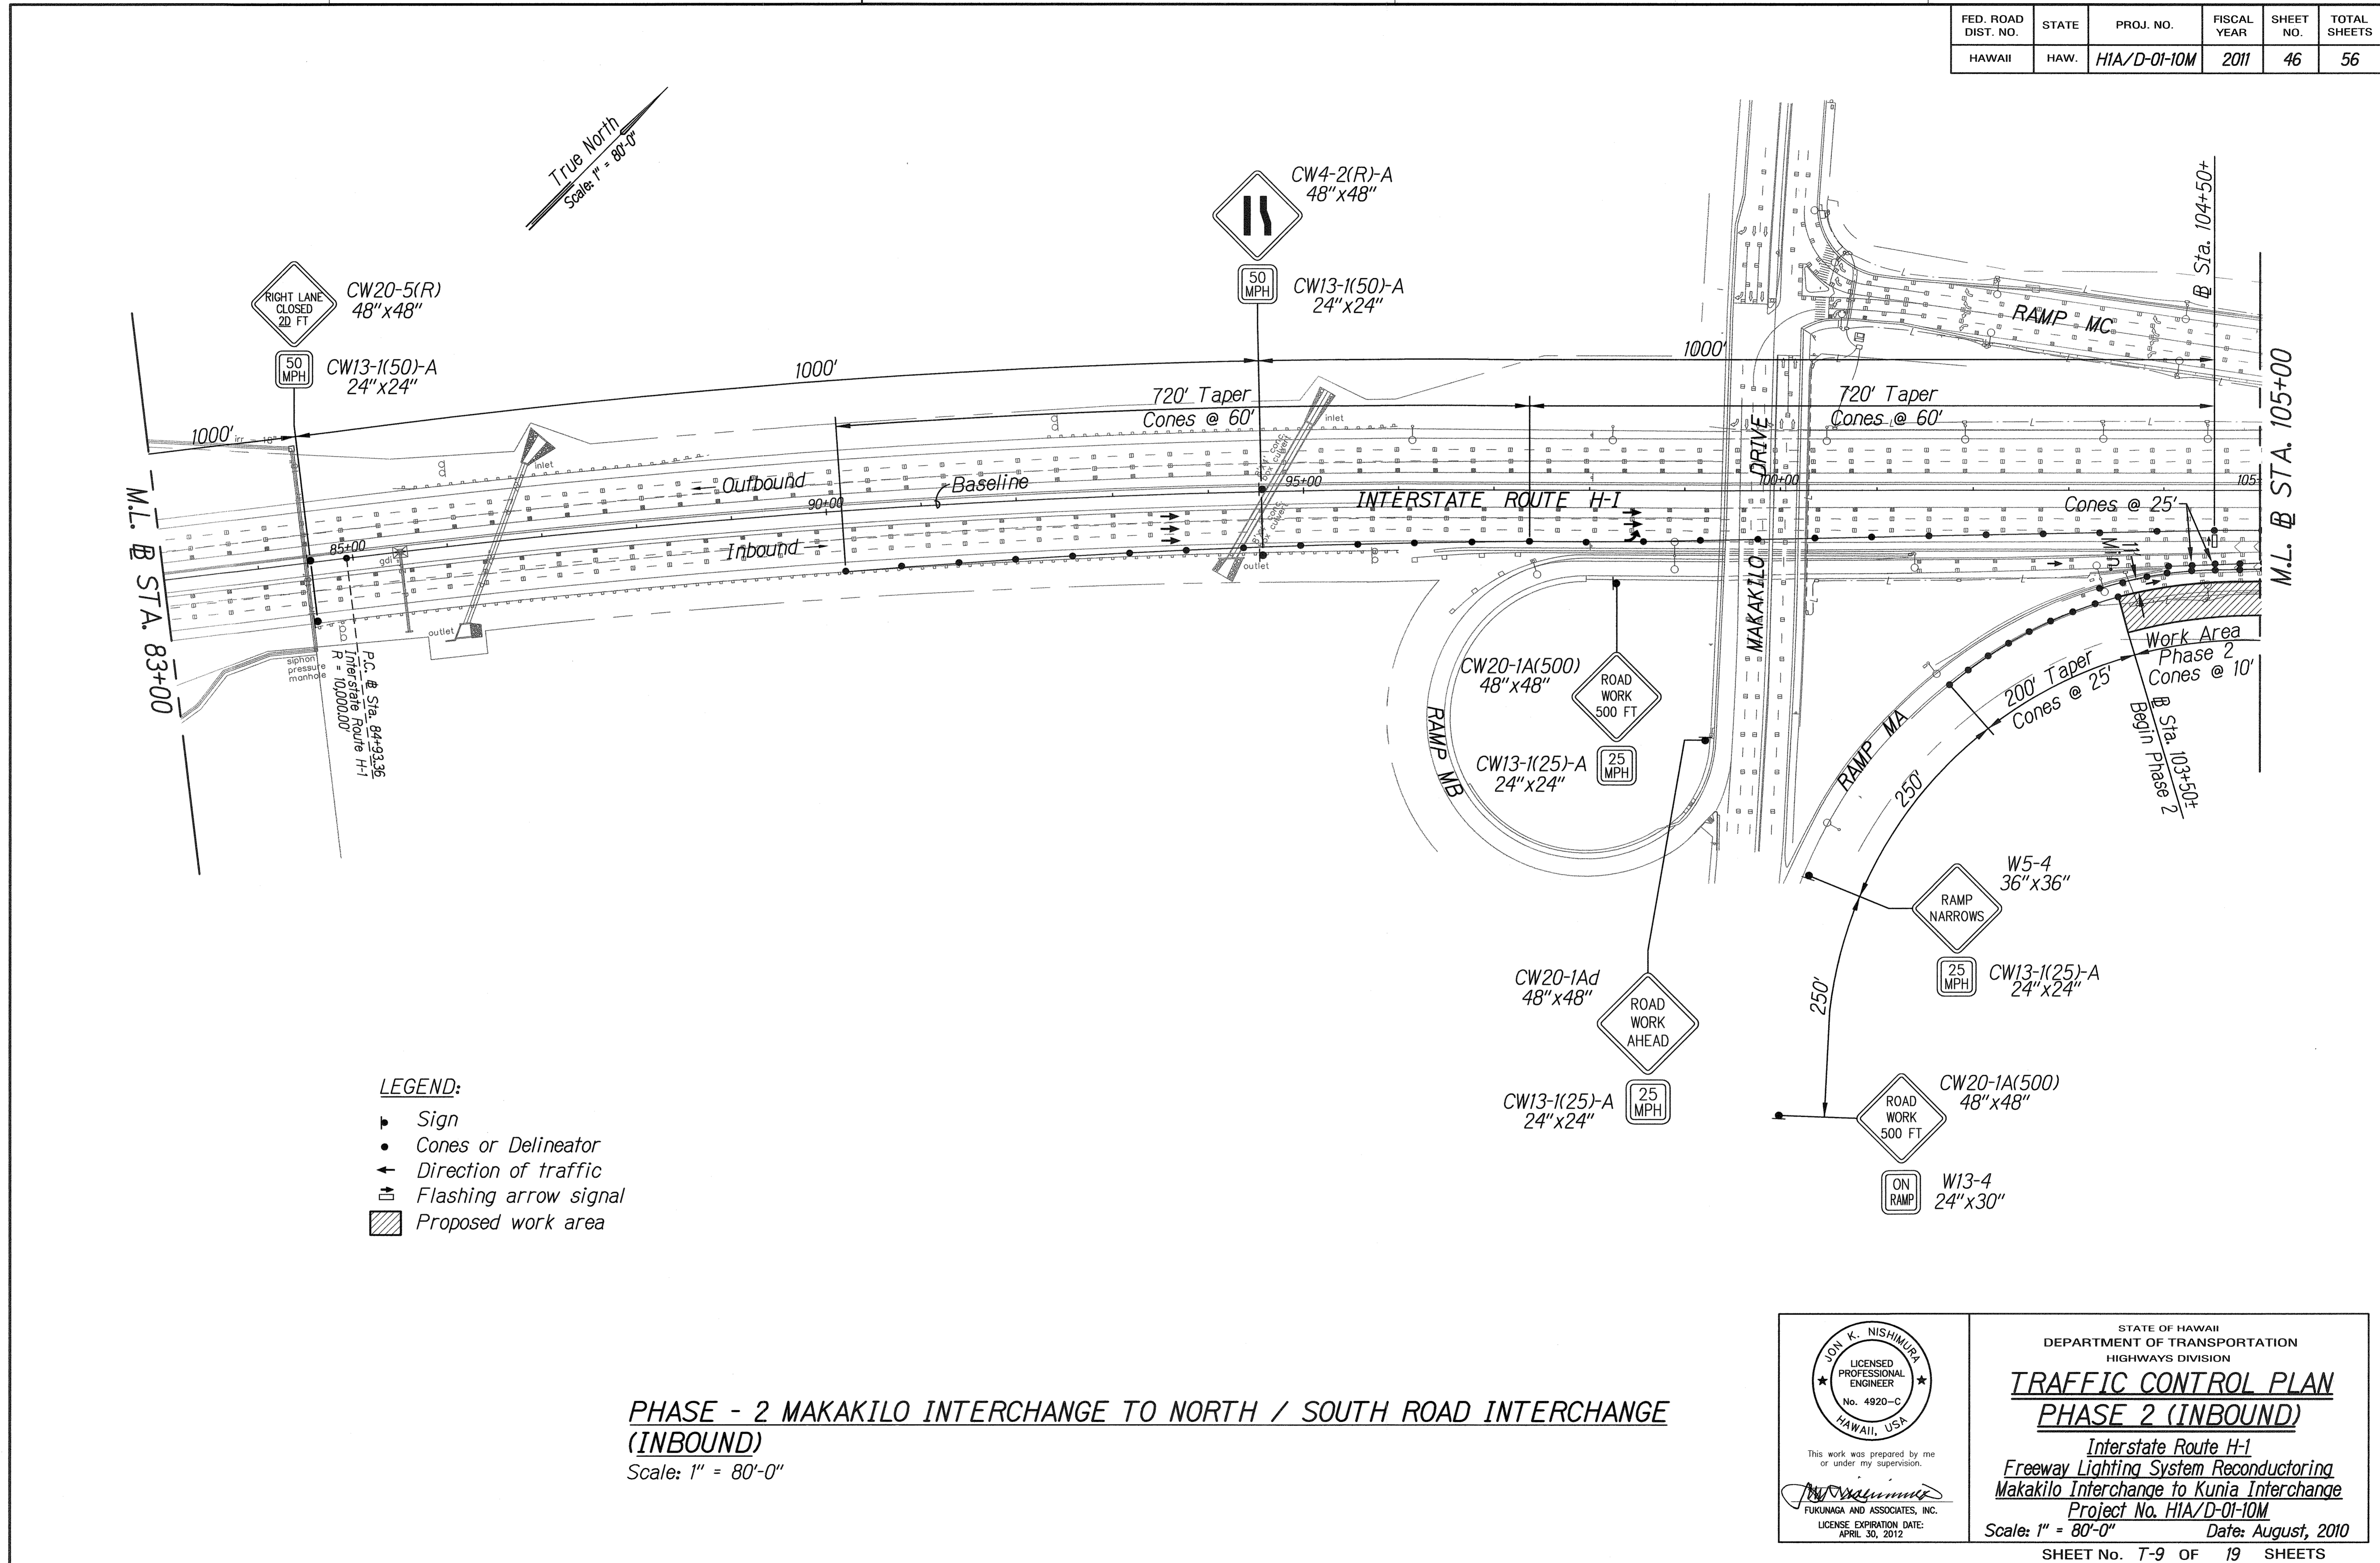 FED. ROAD DIST. NO. STATE PROJ. NO. FISCAL YEAR SHEET NO. TOTAL SHEETS
HAWAII HAW. H1A/D-01-10M 2011 46 56
True North
Scale: 1" = 80'-0"
CW4-2(R)-A
48"x48"
50
MPH
CW13-1(50)-A
24"x24"
RIGHT LANE
CLOSED
2D FT
CW20-5(R)
48"x48"
50
MPH
CW13-1(50)-A
24"x24"
1000'
1000'
1000'
720' Taper
Cones @ 60'
720' Taper
Cones @ 60'
℄ Sta. 104+50±
RAMP MC
M.L. ℄ STA. 83+00
M.L. ℄ STA. 105+00
inlet
inlet
outlet
outlet
gdi
85+00
90+00
95+00
100+00
105
Outbound
Baseline
Inbound
INTERSTATE ROUTE H-1
MAKAKILO DRIVE
Cones @ 25'
11' Min.
siphon
pressure
manhole
P.C. ℄ Sta. 84+93.36
Interstate Route H-1
R = 10,000.00'
Work Area
Phase 2
Cones @ 10'
200' Taper
Cones @ 25'
℄ Sta. 103+50±
Begin Phase 2
RAMP MA
RAMP MB
250'
250'
CW20-1A(500)
48"x48"
ROAD
WORK
500 FT
CW13-1(25)-A
24"x24"
25
MPH
W5-4
36"x36"
RAMP
NARROWS
25
MPH
CW13-1(25)-A
24"x24"
CW20-1Ad
48"x48"
ROAD
WORK
AHEAD
CW13-1(25)-A
24"x24"
25
MPH
CW20-1A(500)
48"x48"
ROAD
WORK
500 FT
ON
RAMP
W13-4
24"x30"
LEGEND:
Sign
Cones or Delineator
Direction of traffic
Flashing arrow signal
Proposed work area
PHASE - 2 MAKAKILO INTERCHANGE TO NORTH / SOUTH ROAD INTERCHANGE
(INBOUND)
Scale: 1" = 80'-0"
JON K. NISHIMURA
LICENSED
PROFESSIONAL
ENGINEER
No. 4920-C
HAWAII, USA
This work was prepared by me
or under my supervision.
FUKUNAGA AND ASSOCIATES, INC.
LICENSE EXPIRATION DATE:
APRIL 30, 2012
STATE OF HAWAII
DEPARTMENT OF TRANSPORTATION
HIGHWAYS DIVISION
TRAFFIC CONTROL PLAN
PHASE 2 (INBOUND)
Interstate Route H-1
Freeway Lighting System Reconductoring
Makakilo Interchange to Kunia Interchange
Project No. H1A/D-01-10M
Scale: 1" = 80'-0" Date: August, 2010
SHEET No. T-9 OF 19 SHEETS